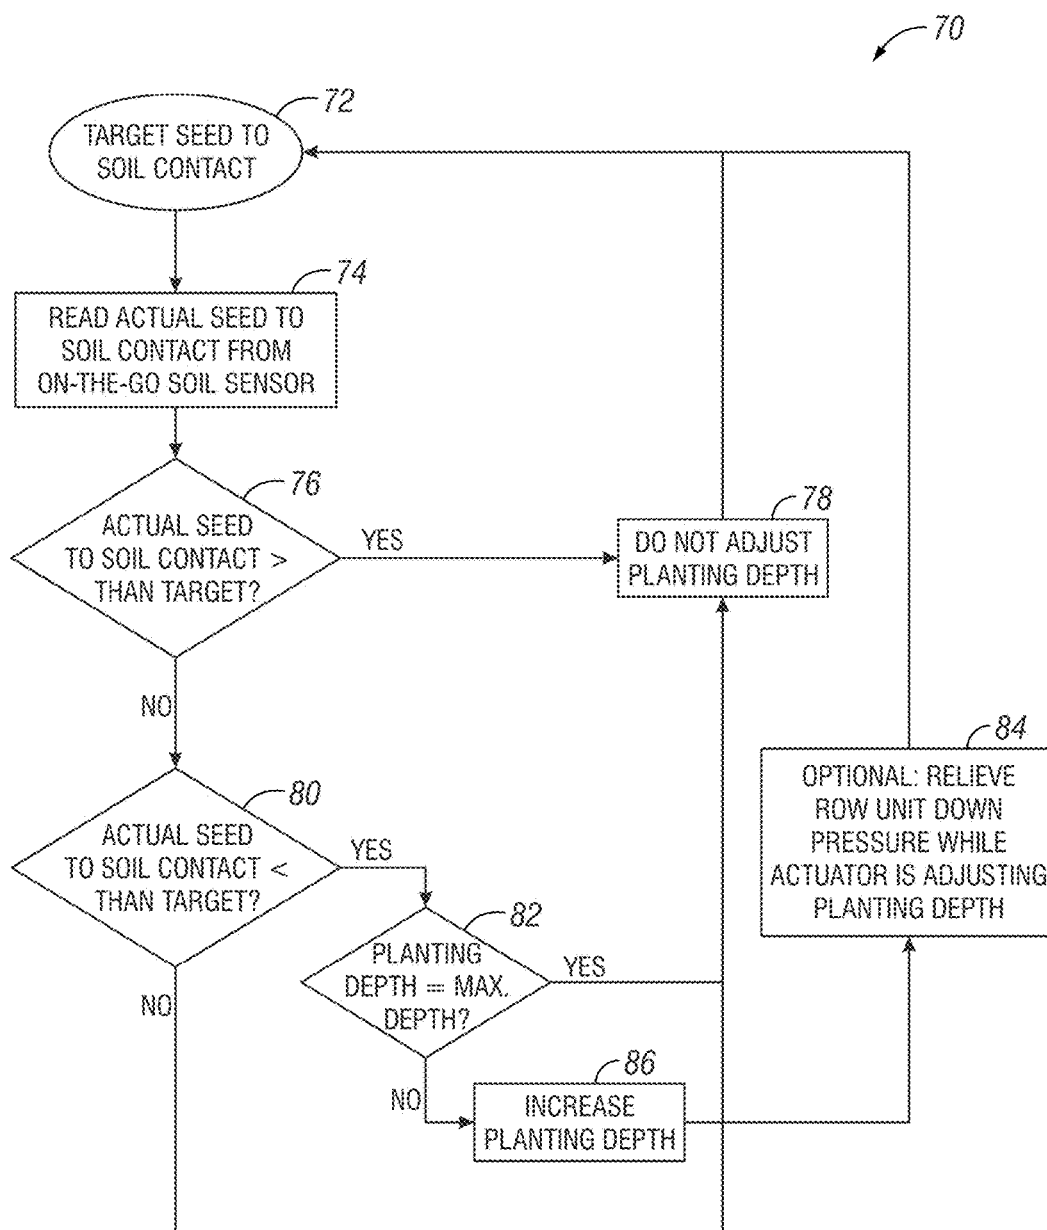 70
72
TARGET SEED TO
SOIL CONTACT
74
READ ACTUAL SEED TO
SOIL CONTACT FROM
ON-THE-GO SOIL SENSOR
76
ACTUAL SEED
TO SOIL CONTACT >
THAN TARGET?
YES
78
DO NOT ADJUST
PLANTING DEPTH
NO
80
ACTUAL SEED
TO SOIL CONTACT <
THAN TARGET?
YES
84
OPTIONAL: RELIEVE
ROW UNIT DOWN
PRESSURE WHILE
ACTUATOR IS ADJUSTING
PLANTING DEPTH
82
PLANTING
DEPTH = MAX.
DEPTH?
YES
NO
NO
86
INCREASE
PLANTING DEPTH